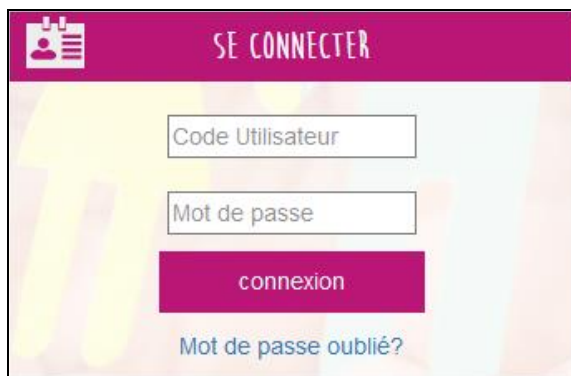 SE CONNECTER
Code Utilisateur
Mot de passe
connexion
Mot de passe oublié?